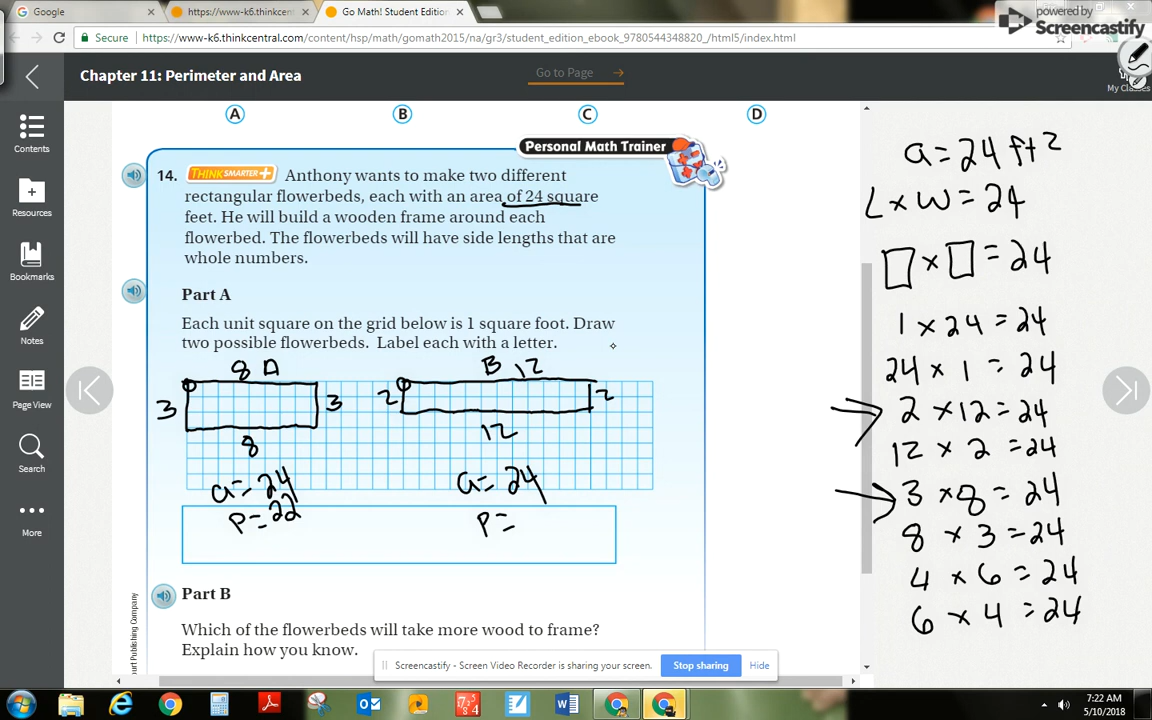 Google
https://www-k6.thinkcentral.com
Go Math! Student Edition
powered by
Screencastify
Secure
https://www-k6.thinkcentral.com/content/hsp/math/gomath2015/na/gr3/student_edition_ebook_9780544348820_/html5/index.html
Chapter 11: Perimeter and Area
Go to Page
My Classes
Contents
Resources
Bookmarks
Notes
Page View
Search
More
A B C D
Personal Math Trainer
14. THINK SMARTER + Anthony wants to make two different
rectangular flowerbeds, each with an area of 24 square
feet. He will build a wooden frame around each
flowerbed. The flowerbeds will have side lengths that are
whole numbers.
Part A
Each unit square on the grid below is 1 square foot. Draw
two possible flowerbeds. Label each with a letter.
8 A
3 3
8
a=24
P=22
B 12
2 2
12
a=24
P=
Part B
Which of the flowerbeds will take more wood to frame?
Explain how you know.
a=24 ft2
L x W=24
x =24
1 x 24 =24
24 x 1 =24
2 x12=24
12 x 2 =24
3 x8=24
8 x 3=24
4 x 6=24
6 x 4=24
Publishing Company
Screencastify - Screen Video Recorder is sharing your screen.
Stop sharing
Hide
7:22 AM
5/10/2018